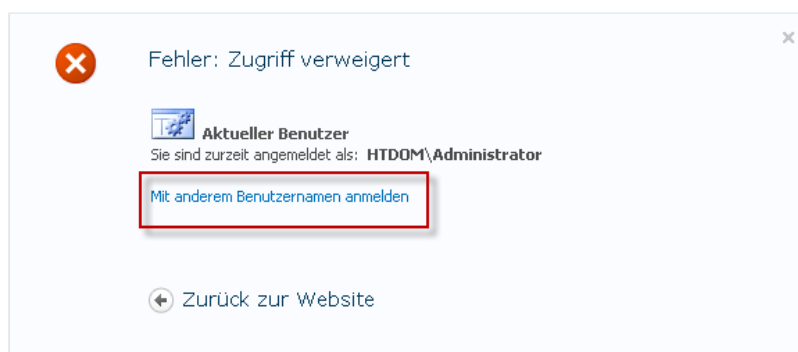 Fehler: Zugriff verweigert
Aktueller Benutzer
Sie sind zurzeit angemeldet als: HTDOM\Administrator
Mit anderem Benutzernamen anmelden
Zurück zur Website